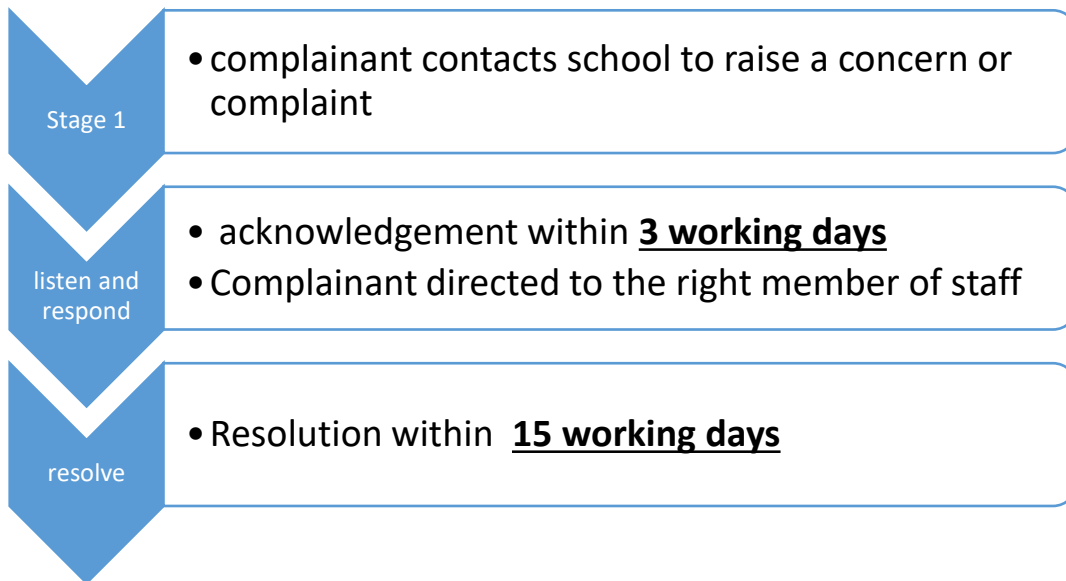 Stage 1
•complainant contacts school to raise a concern or
complaint
listen and
respond
• acknowledgement within 3 working days
•Complainant directed to the right member of staff
resolve
•Resolution within 15 working days